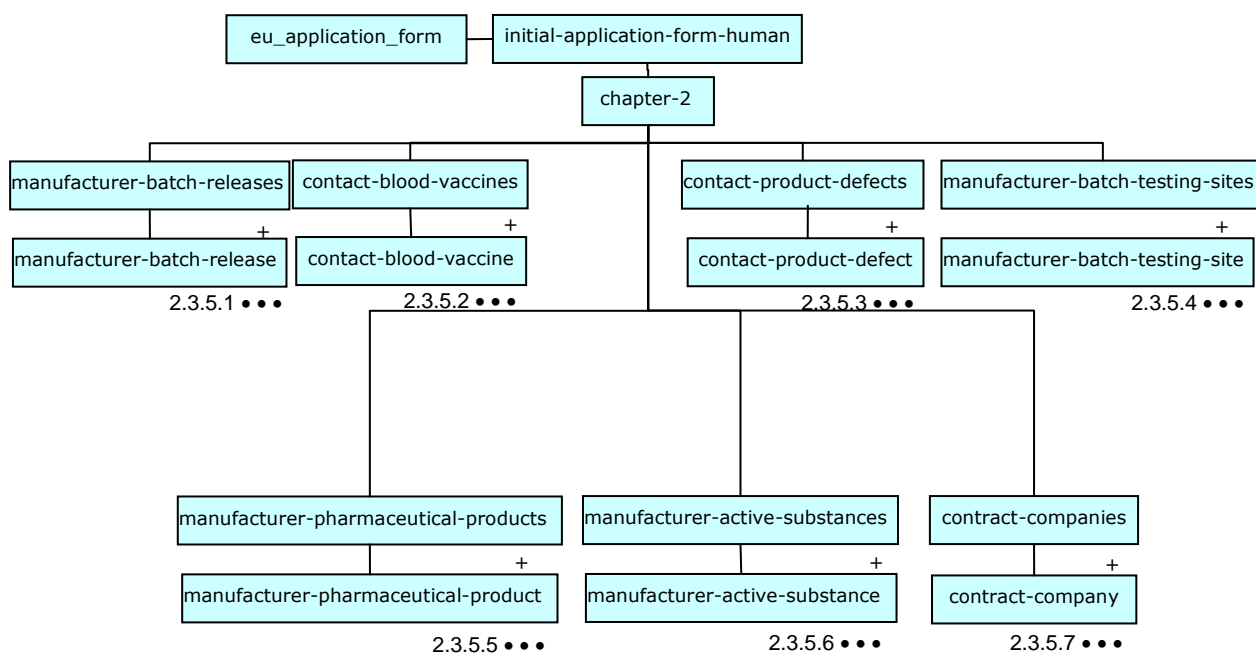 eu_application_form
initial-application-form-human
chapter-2
manufacturer-batch-releases
contact-blood-vaccines
contact-product-defects
manufacturer-batch-testing-sites
+
+
+
+
manufacturer-batch-release
contact-blood-vaccine
contact-product-defect
manufacturer-batch-testing-site
2.3.5.1 •••
2.3.5.2 •••
2.3.5.3 •••
2.3.5.4 •••
manufacturer-pharmaceutical-products
manufacturer-active-substances
contract-companies
+
+
+
manufacturer-pharmaceutical-product
manufacturer-active-substance
contract-company
2.3.5.5 •••
2.3.5.6 •••
2.3.5.7 •••